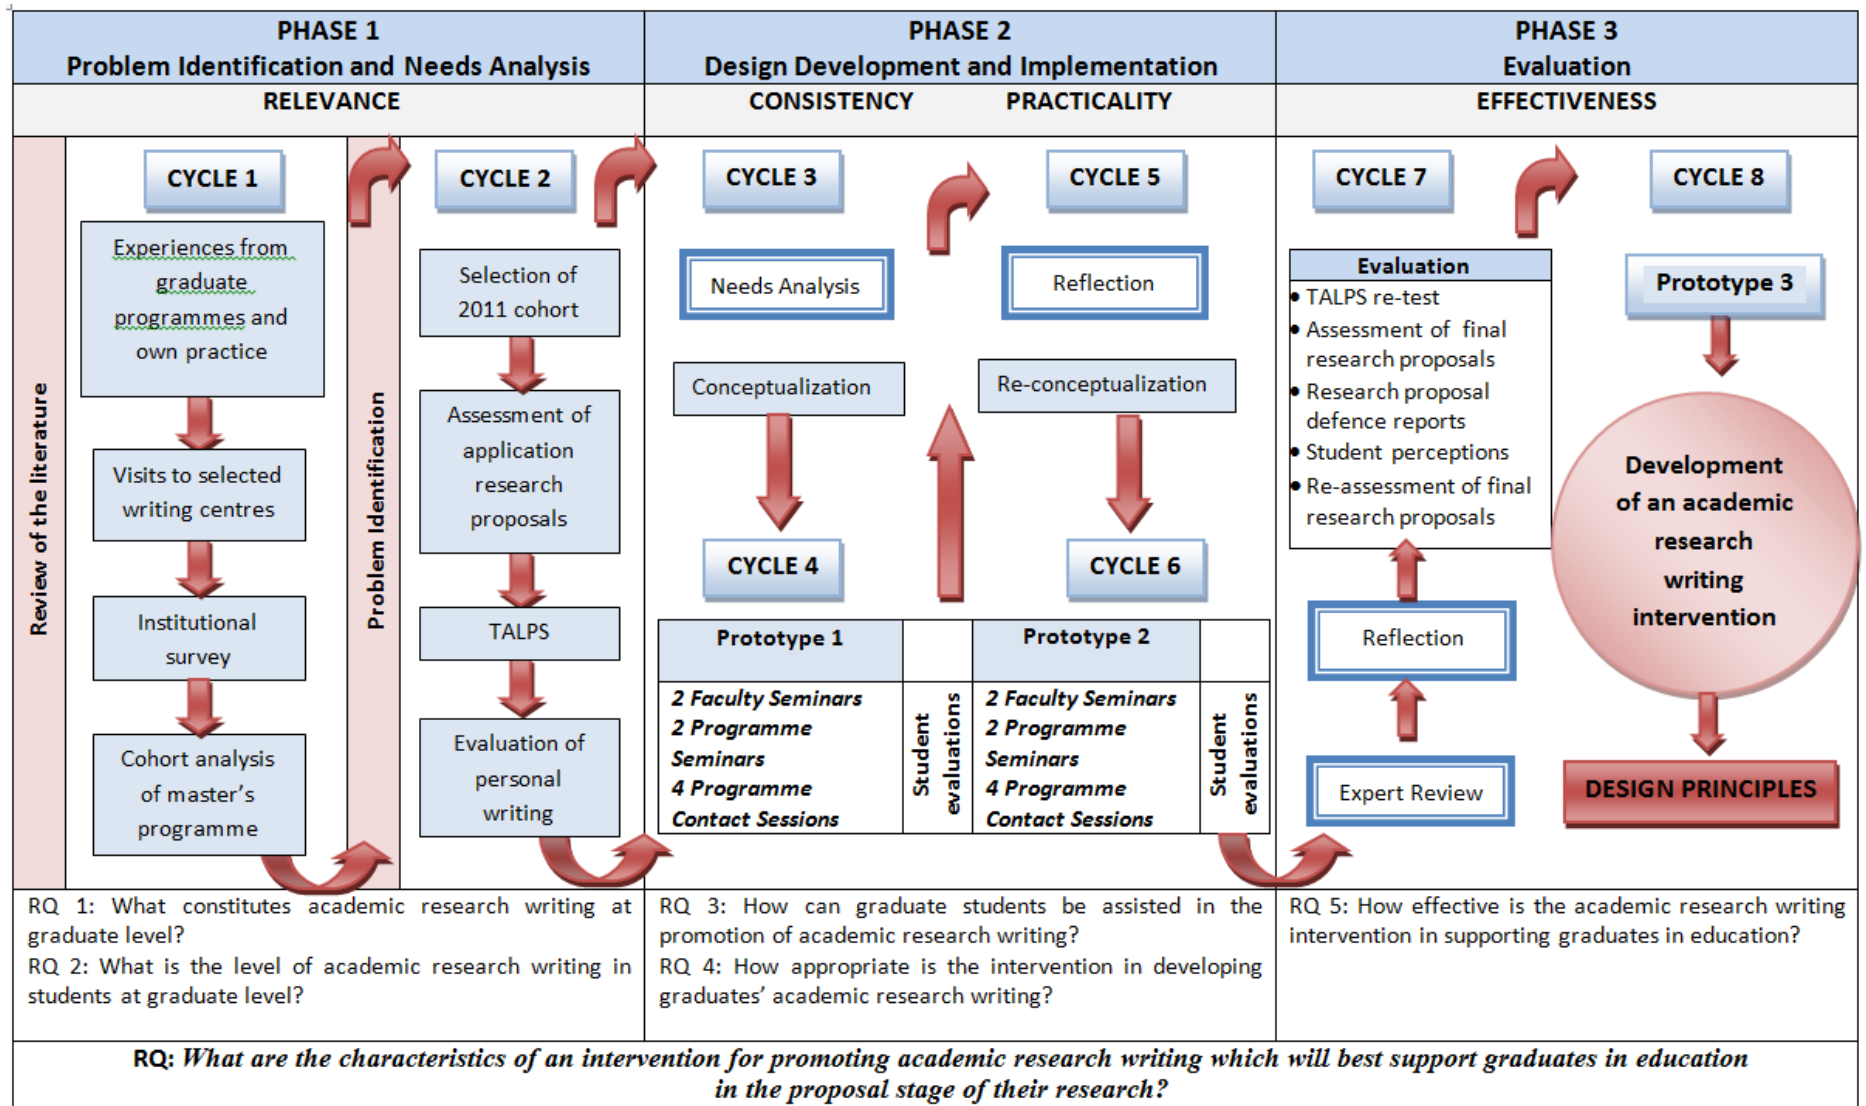 PHASE 1
Problem Identification and Needs Analysis
PHASE 2
Design Development and Implementation
PHASE 3
Evaluation
RELEVANCE
CONSISTENCY
PRACTICALITY
EFFECTIVENESS
Review of the literature
CYCLE 1
Experiences from
graduate
programmes and
own practice
Visits to selected
writing centres
Institutional
survey
Cohort analysis
of master's
programme
Problem Identification
CYCLE 2
Selection of
2011 cohort
Assessment of
application
research
proposals
TALPS
Evaluation of
personal
writing
CYCLE 3
Needs Analysis
Conceptualization
CYCLE 4
Prototype 1
2 Faculty Seminars
2 Programme
Seminars
4 Programme
Contact Sessions
Student
evaluations
CYCLE 5
Reflection
Re-conceptualization
CYCLE 6
Prototype 2
2 Faculty Seminars
2 Programme
Seminars
4 Programme
Contact Sessions
Student
evaluations
CYCLE 7
Evaluation
• TALPS re-test
• Assessment of final
research proposals
• Research proposal
defence reports
• Student perceptions
• Re-assessment of final
research proposals
Reflection
Expert Review
CYCLE 8
Prototype 3
Development
of an academic
research
writing
intervention
DESIGN PRINCIPLES
RQ 1: What constitutes academic research writing at
graduate level?
RQ 2: What is the level of academic research writing in
students at graduate level?
RQ 3: How can graduate students be assisted in the
promotion of academic research writing?
RQ 4: How appropriate is the intervention in developing
graduates' academic research writing?
RQ 5: How effective is the academic research writing
intervention in supporting graduates in education?
RQ: What are the characteristics of an intervention for promoting academic research writing which will best support graduates in education
in the proposal stage of their research?